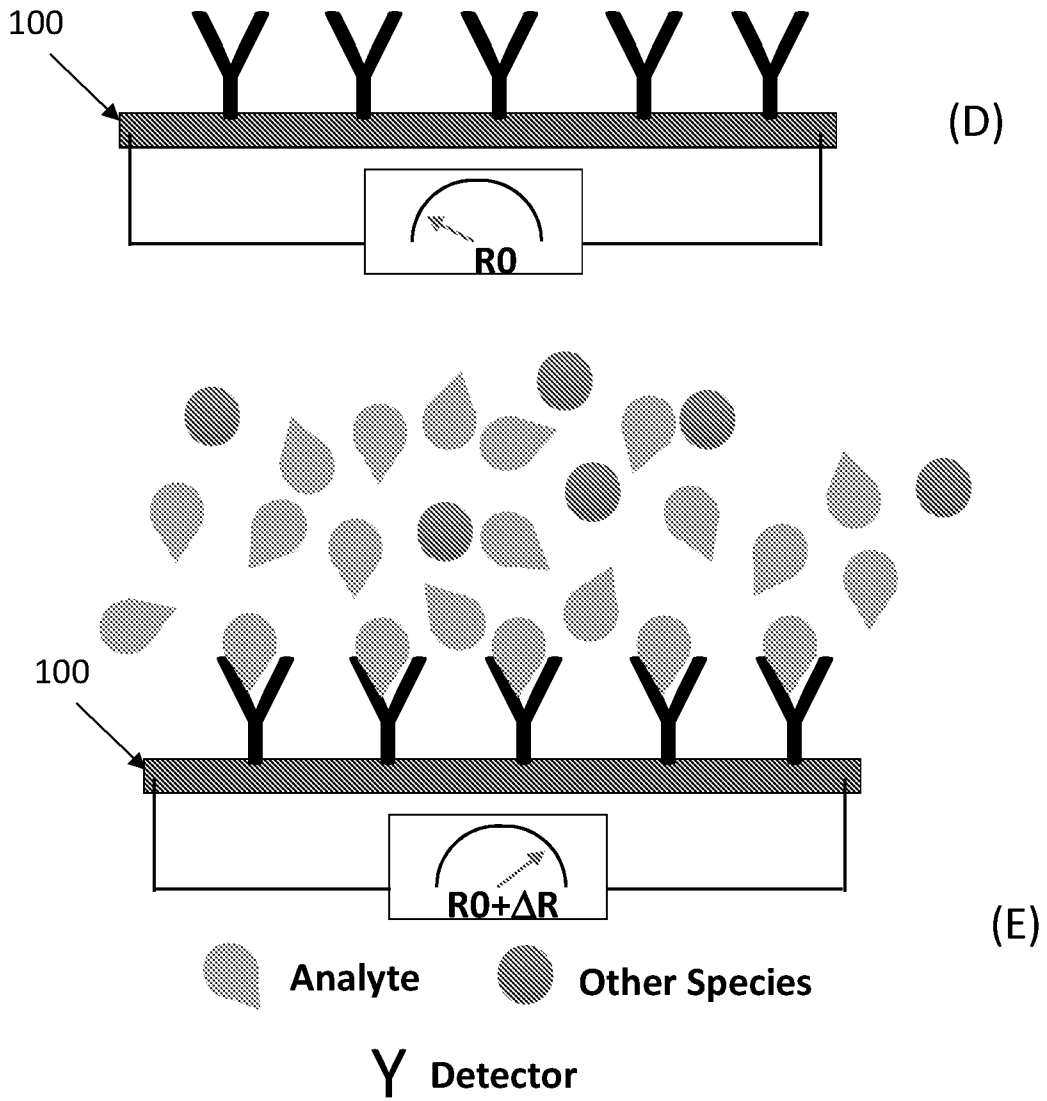 100
(D)
R0
100
R0+ΔR
(E)
Analyte
Other Species
Detector